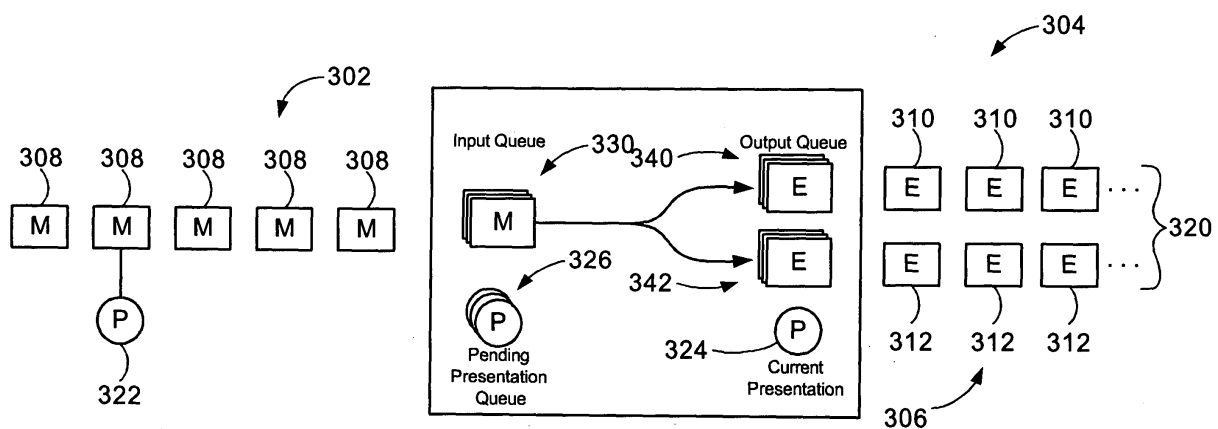 304
302
310 310 310
Input Queue 330 340 Output Queue
308 308 308 308 308
E E E E ...
M M M M M M
320
E E E E ...
326 342
P P P
324
312 312 312
Pending
Presentation
Queue
Current
Presentation
322
306